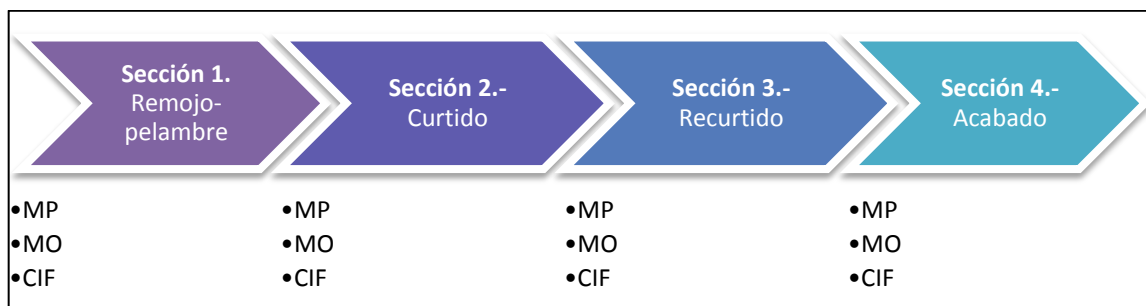 Sección 1.
Remojo-
pelambre
Sección 2.-
Curtido
Sección 3.-
Recurtido
Sección 4.-
Acabado
•MP
•MO
•CIF
•MP
•MO
•CIF
•MP
•MO
•CIF
•MP
•MO
•CIF